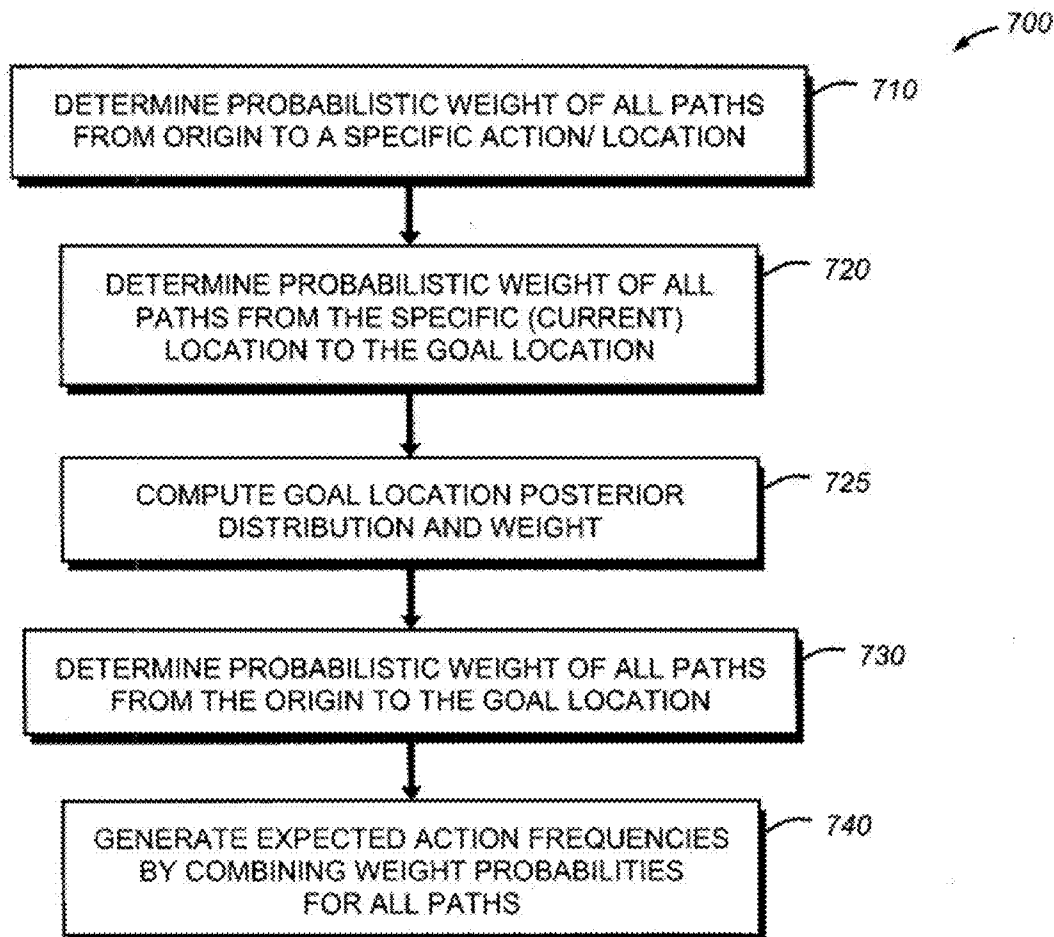 700
DETERMINE PROBABILISTIC WEIGHT OF ALL PATHS
FROM ORIGIN TO A SPECIFIC ACTION/ LOCATION
710
DETERMINE PROBABILISTIC WEIGHT OF ALL
PATHS FROM THE SPECIFIC (CURRENT)
LOCATION TO THE GOAL LOCATION
720
COMPUTE GOAL LOCATION POSTERIOR
DISTRIBUTION AND WEIGHT
725
DETERMINE PROBABILISTIC WEIGHT OF ALL PATHS
FROM THE ORIGIN TO THE GOAL LOCATION
730
GENERATE EXPECTED ACTION FREQUENCIES
BY COMBINING WEIGHT PROBABILITIES
FOR ALL PATHS
740